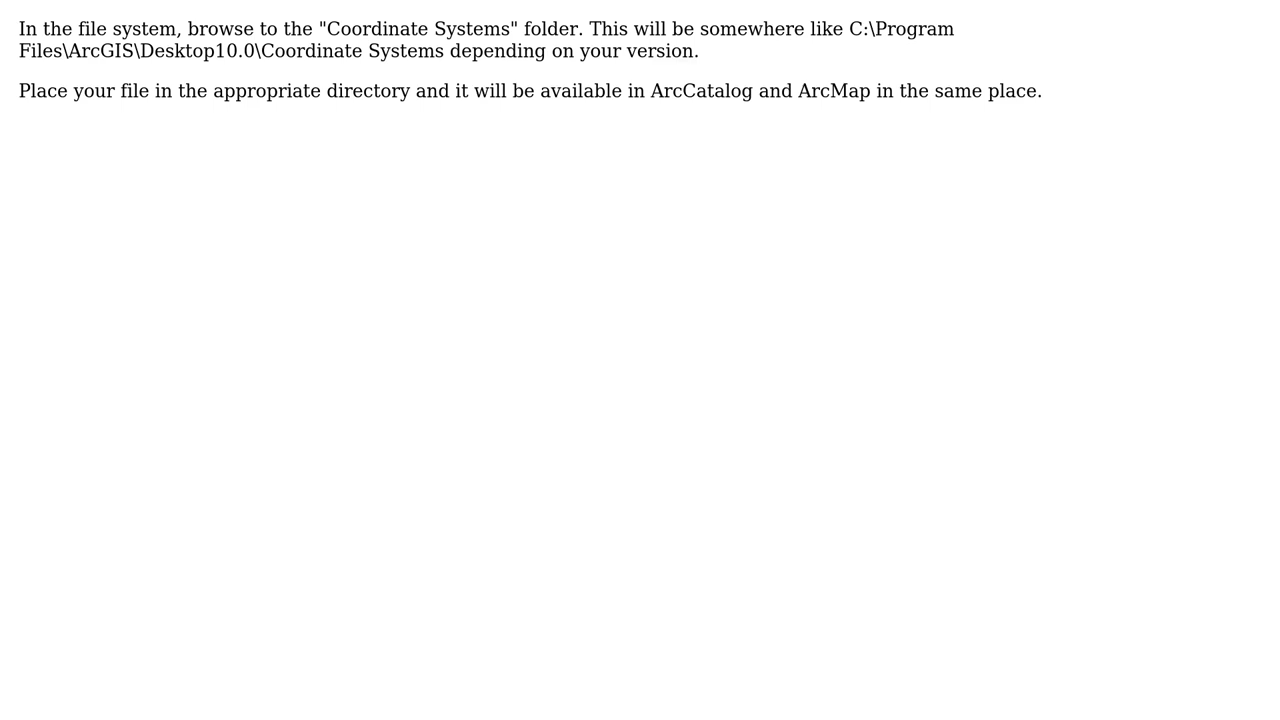 In the file system, browse to the "Coordinate Systems" folder. This will be somewhere like C:\Program
Files\ArcGIS\Desktop10.0\Coordinate Systems depending on your version.
Place your file in the appropriate directory and it will be available in ArcCatalog and ArcMap in the same place.